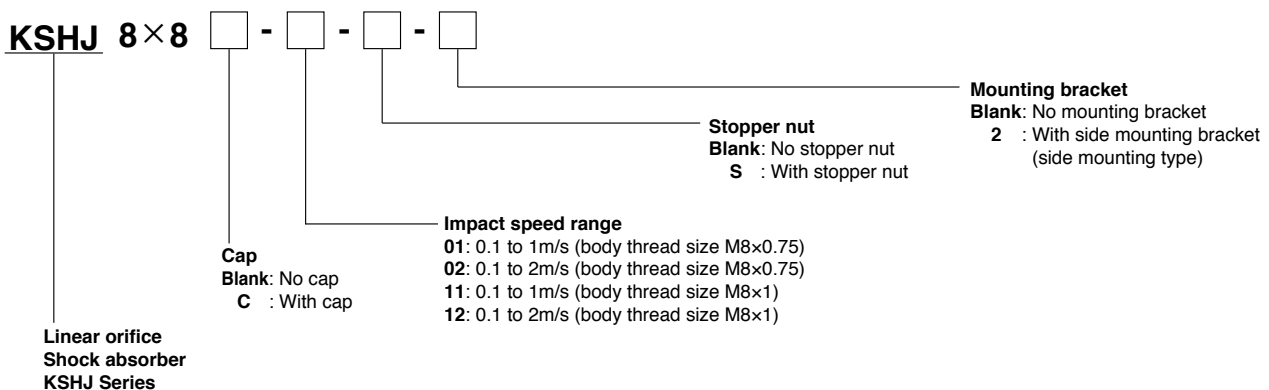 KSHJ 8×8 - - -
Mounting bracket
Blank: No mounting bracket
2 : With side mounting bracket
(side mounting type)
Stopper nut
Blank: No stopper nut
S : With stopper nut
Impact speed range
01: 0.1 to 1m/s (body thread size M8×0.75)
02: 0.1 to 2m/s (body thread size M8×0.75)
11: 0.1 to 1m/s (body thread size M8×1)
12: 0.1 to 2m/s (body thread size M8×1)
Cap
Blank: No cap
C : With cap
Linear orifice
Shock absorber
KSHJ Series